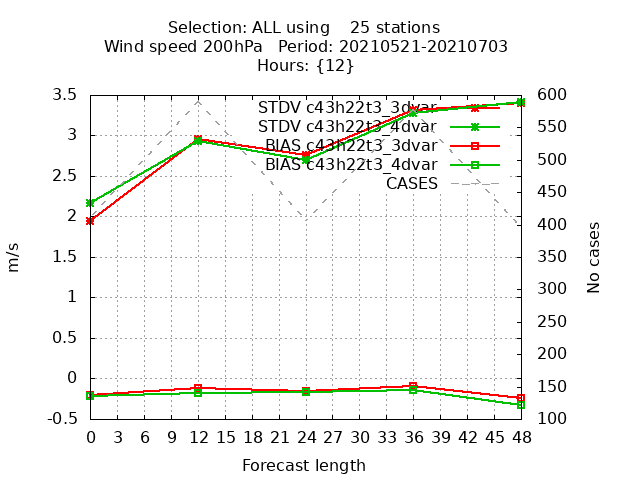 Selection: ALL using    25 stations
Wind speed 200hPa   Period: 20210521-20210703
Hours: {12}
3.5
3
2.5
2
1.5
1
0.5
0
-0.5
m/s
STDV c43h22t3_3dvar
STDV c43h22t3_4dvar
BIAS c43h22t3_3dvar
BIAS c43h22t3_4dvar
CASES
600
550
500
450
400
350
300
250
200
150
100
No cases
0 3 6 9 12 15 18 21 24 27 30 33 36 39 42 45 48
Forecast length